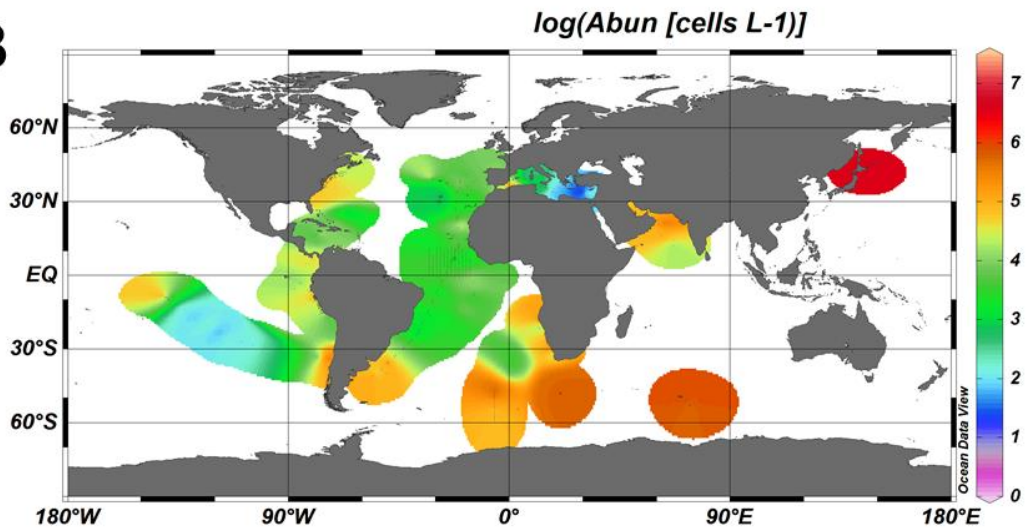 B
log(Abun [cells L-1)]
60°N
30°N
EQ
30°S
60°S
180°W
90°W
0°
90°E
180°E
7
6
5
4
3
2
1
0
Ocean Data View